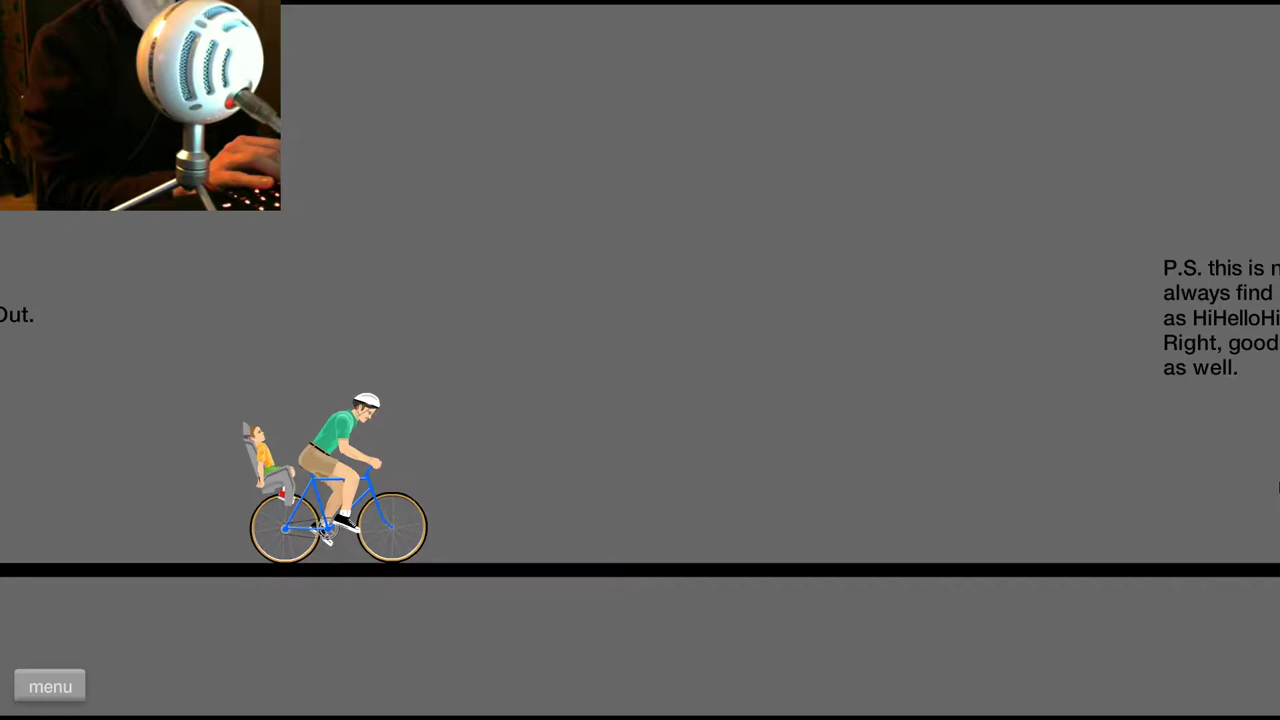 Out.
P.S. this is
always find
as HiHelloHi
Right, good
as well.
menu